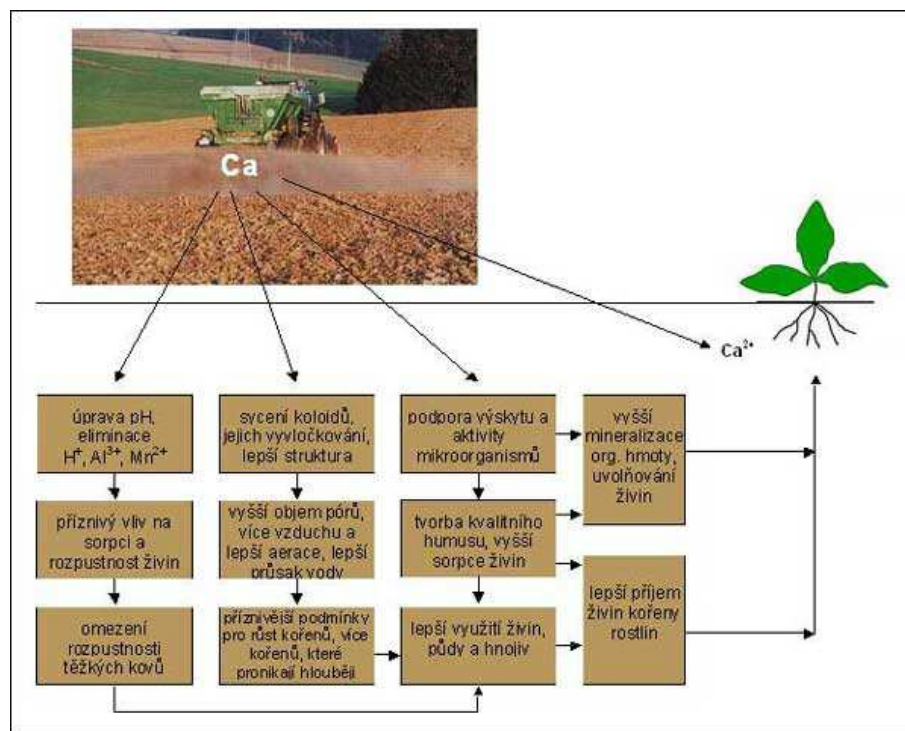 Ca
Ca²⁺
úprava pH,
eliminace
H⁺, Al³⁺, Mn²⁺
sycení koloidů,
jejich vyvločkování,
lepší struktura
podpora výskytu a
aktivity
mikroorganismů
vyšší
mineralizace
org. hmoty,
uvolňování
živin
příznivý vliv na
sorpci a
rozpustnost živin
vyšší objem pórů,
více vzduchu a
lepší aerace, lepší
průsak vody
tvorba kvalitního
humusu, vyšší
sorpce živin
lepší příjem
živin kořeny
rostlin
omezení
rozpustnosti
těžkých kovů
příznivější podmínky
pro růst kořenů, více
kořenů, které
pronikají hlouběji
lepší využití živin,
půdy a hnojiv